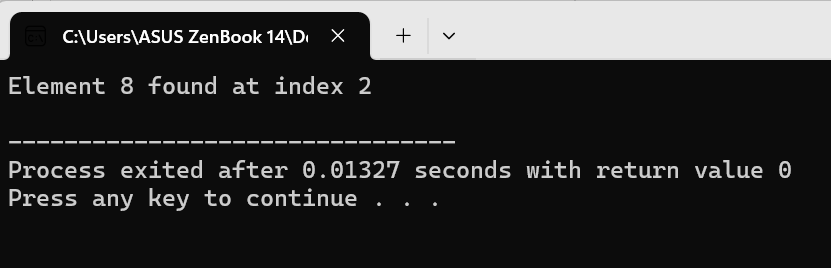 C:\Users\ASUS ZenBook 14\D
Element 8 found at index 2
--------------------------------
Process exited after 0.01327 seconds with return value 0
Press any key to continue . . .